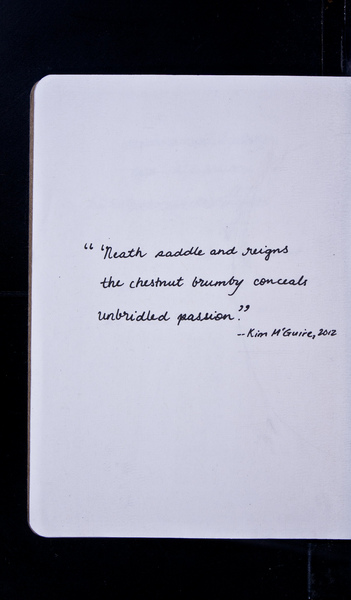 “ 'Neath saddle and reigns
the chestnut brumby conceals
unbridled passion.”
-- Kim M'Guire, 2012